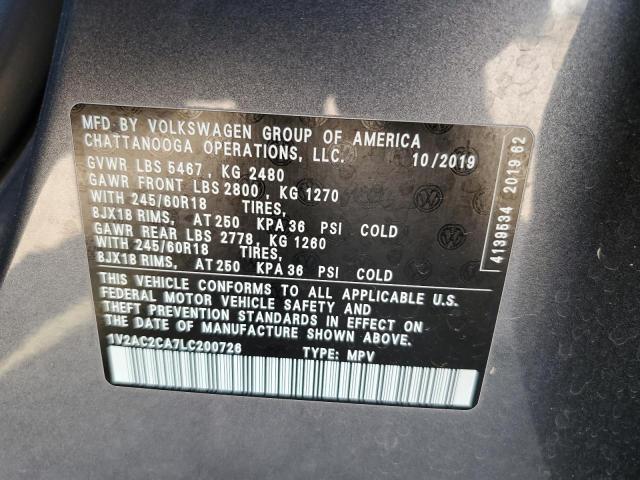 MFD BY VOLKSWAGEN GROUP OF AMERICA
CHATTANOOGA OPERATIONS, LLC. 10/2019
GVWR LBS 5467, KG 2480
GAWR FRONT LBS 2800, KG 1270
WITH 245/60R18 TIRES,
8JX18 RIMS, AT 250 KPA 36 PSI COLD
GAWR REAR LBS 2778, KG 1260
WITH 245/60R18 TIRES,
8JX18 RIMS, AT 250 KPA 36 PSI COLD
THIS VEHICLE CONFORMS TO ALL APPLICABLE U.S.
FEDERAL MOTOR VEHICLE SAFETY AND
THEFT PREVENTION STANDARDS IN EFFECT ON
THE DATE OF MANUFACTURE SHOWN ABOVE.
1V2AC2CA7LC200726 TYPE: MPV
4139534 2019 62